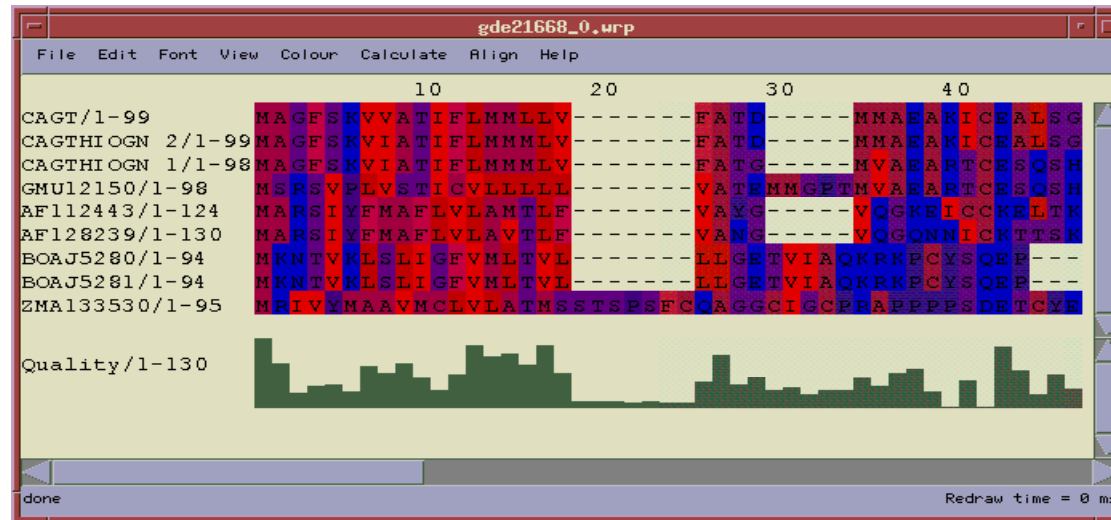 gde21668_0.wrp
File Edit Font View Colour Calculate Align Help
10 20 30 40
CAGT/1-99 MAGFSKVVATIFLMMLLV-------FATD-----MMAEAKICEALSG
CAGTHIOGN 2/1-99 MAGFSKVIATIFLMMMLV-------FATD-----MMAEAKICEALSG
CAGTHIOGN 1/1-98 MAGFSKVIATIFLMMMLV-------FATG-----MVAEARTCESQSH
GMU12150/1-98 MSRSVPLVSTICVLLLLL-------VATEMMGPTMVAEARTCESQSH
AF112443/1-124 MARSIYFMAFLVLAMTLF-------VAYG-----VQGKEICCKELTK
AF128239/1-130 MARSIYFMAFLVLAVTLF-------VANG-----VQGQNNICKTTSK
BOAJ5280/1-94 MKNTVKLSLIGFVMLTVL-------LLGETVIAQKRKPCYSQEP---
BOAJ5281/1-94 MKNTVKLSLIGFVMLTVL-------LLGETVIAQKRKPCYSQEP---
ZMA133530/1-95 MRIVYMAAVMCLVLATMSSTSPSFCQAGGCIGCPRAPPPPSDETCYE
Quality/1-130
done Redraw time = 0 ms